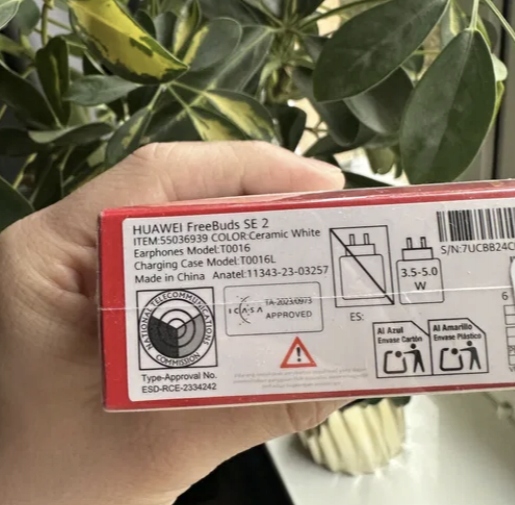 HUAWEI FreeBuds SE 2
ITEM:55036939 COLOR:Ceramic White
Earphones Model:T0016
Charging Case Model:T0016L
Made in China Anatel:11343-23-03257
S/N:7UCBB24C
3.5-5.0
W
NATIONAL TELECOMMUNICATIONS COMMISSION
Type-Approval No.
ESD-RCE-2334242
ICASA
TA-2023/0973
APPROVED
ES:
Al Azul
Envase Cartón
Al Amarillo
Envase Plástico
6